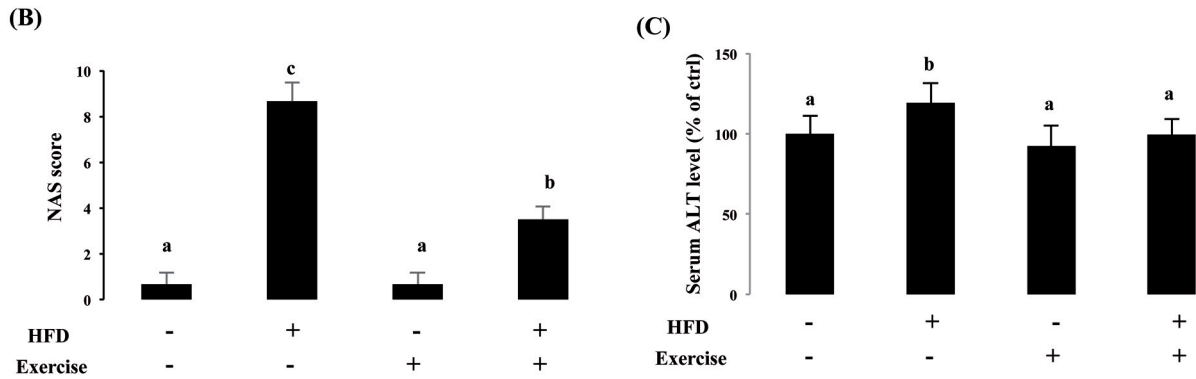 (B)
NAS score
10
8
6
4
2
0
a
c
a
b
HFD - + - +
Exercise - - + +
(C)
Serum ALT level (% of ctrl)
150
100
50
0
a
b
a
a
HFD - + - +
Exercise - - + +